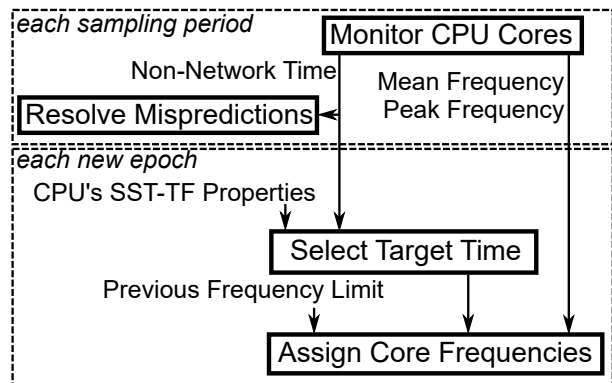 each sampling period
Monitor CPU Cores
Non-Network Time
Mean Frequency
Peak Frequency
Resolve Mispredictions
each new epoch
CPU's SST-TF Properties
Select Target Time
Previous Frequency Limit
Assign Core Frequencies